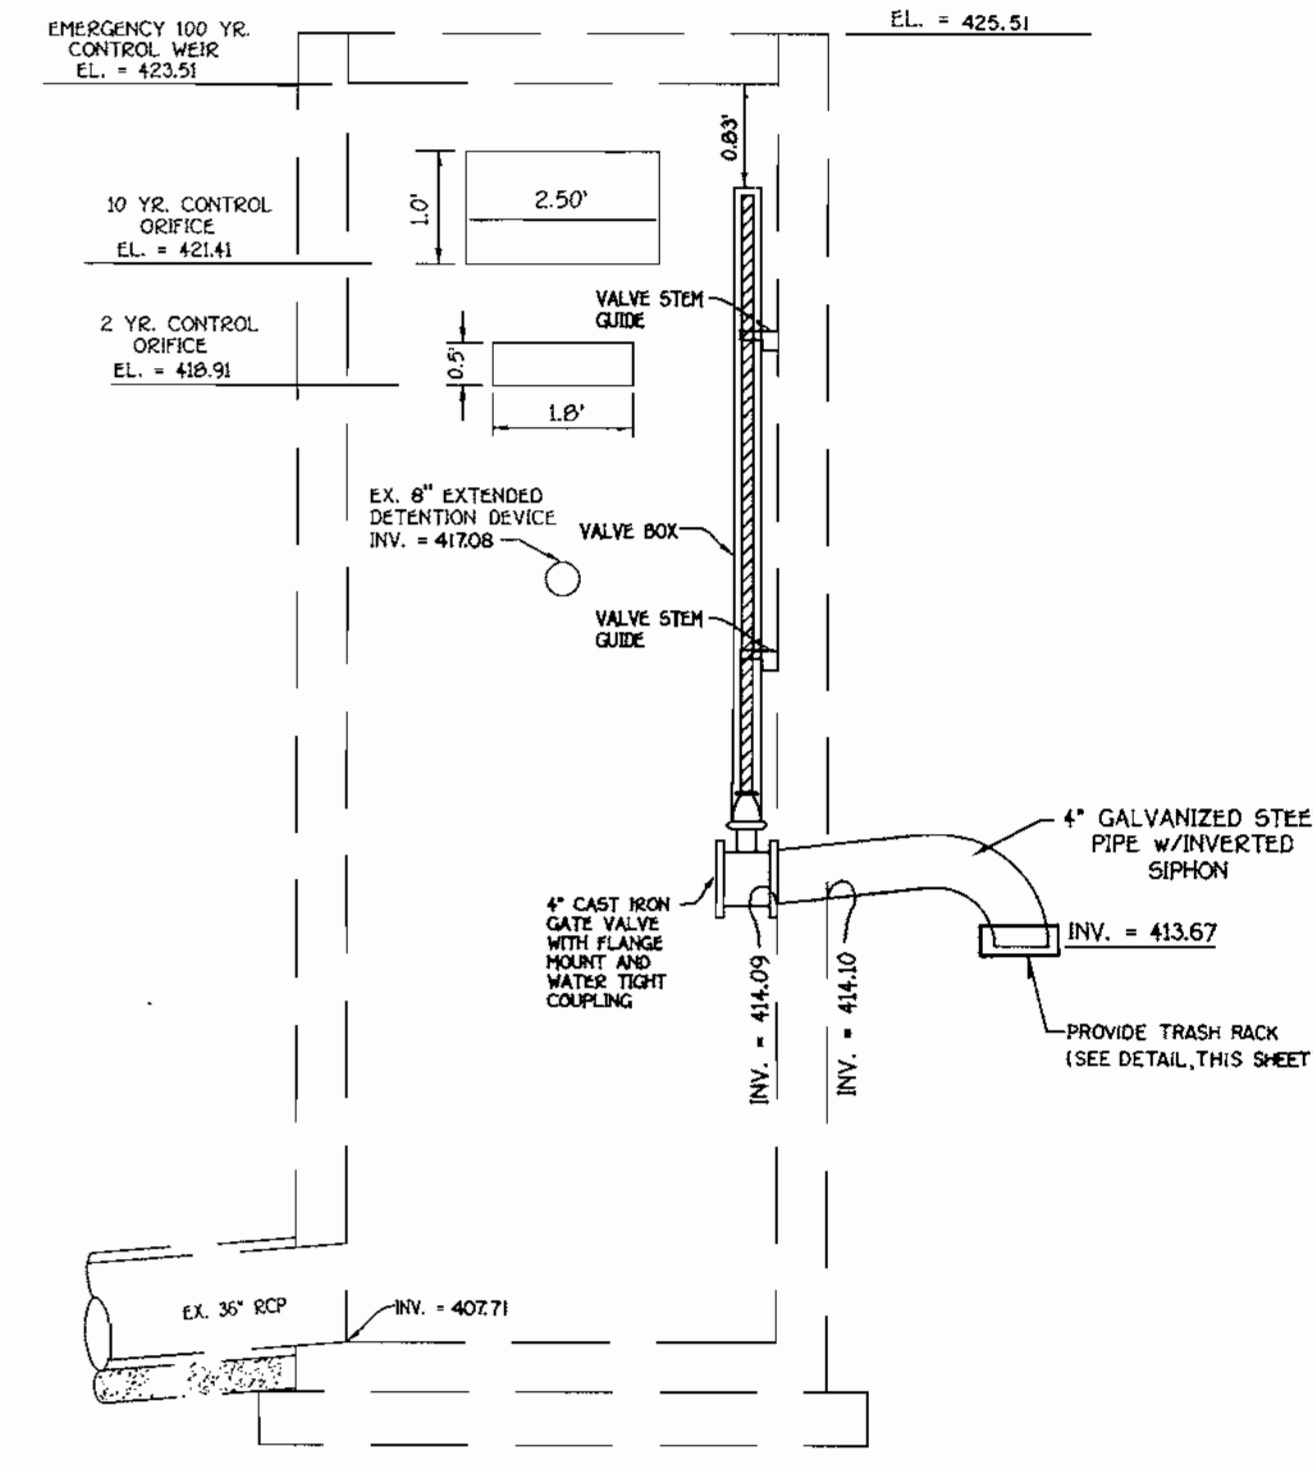 EMERGENCY 100 YR.
CONTROL WEIR
EL. = 423.51
EL. = 425.51
0.83'
10 YR. CONTROL
ORIFICE
EL. = 421.41
1.0'
2.50'
2 YR. CONTROL
ORIFICE
EL. = 418.91
0.5'
1.8'
VALVE STEM
GUIDE
EX. 8" EXTENDED
DETENTION DEVICE
INV. = 417.08
VALVE BOX
VALVE STEM
GUIDE
4" GALVANIZED STEE
PIPE W/INVERTED
SIPHON
4" CAST IRON
GATE VALVE
WITH FLANGE
MOUNT AND
WATER TIGHT
COUPLING
INV. = 414.09
INV. = 414.10
INV. = 413.67
PROVIDE TRASH RACK
(SEE DETAIL, THIS SHEET
EX. 36" RCP
INV. = 407.71